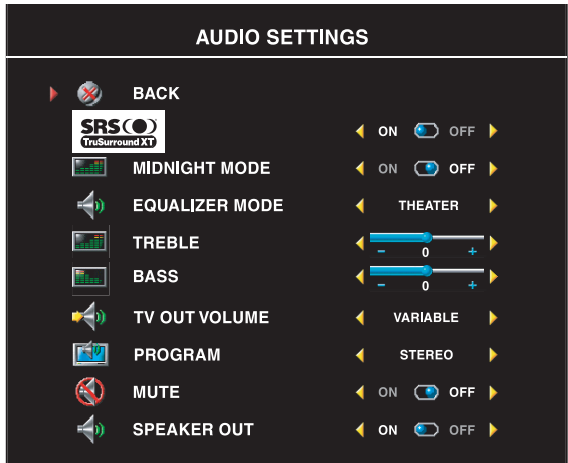 AUDIO SETTINGS
BACK
SRS
TruSurround XT
ON OFF
MIDNIGHT MODE ON OFF
EQUALIZER MODE THEATER
TREBLE - 0 +
BASS - 0 +
TV OUT VOLUME VARIABLE
PROGRAM STEREO
MUTE ON OFF
SPEAKER OUT ON OFF